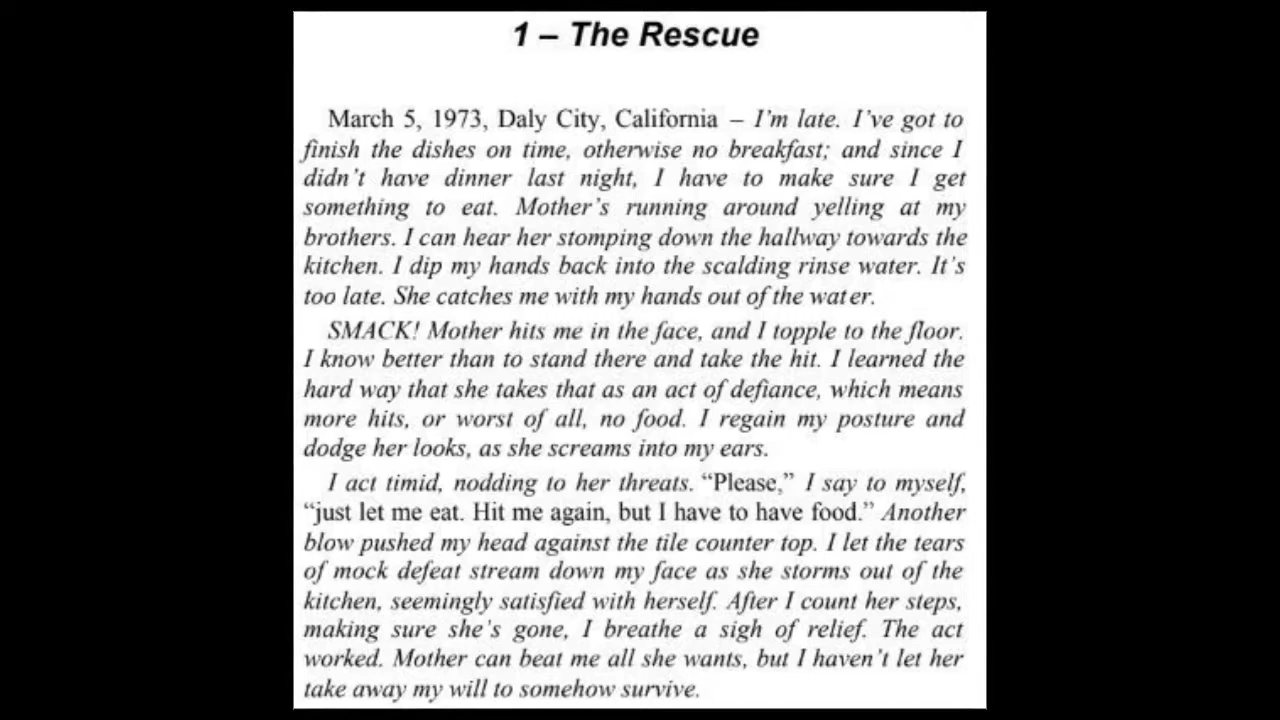 1 – The Rescue
March 5, 1973, Daly City, California – I'm late. I've got to
finish the dishes on time, otherwise no breakfast; and since I
didn't have dinner last night, I have to make sure I get
something to eat. Mother's running around yelling at my
brothers. I can hear her stomping down the hallway towards the
kitchen. I dip my hands back into the scalding rinse water. It's
too late. She catches me with my hands out of the water.
SMACK! Mother hits me in the face, and I topple to the floor.
I know better than to stand there and take the hit. I learned the
hard way that she takes that as an act of defiance, which means
more hits, or worst of all, no food. I regain my posture and
dodge her looks, as she screams into my ears.
I act timid, nodding to her threats. “Please,” I say to myself,
“just let me eat. Hit me again, but I have to have food.” Another
blow pushed my head against the tile counter top. I let the tears
of mock defeat stream down my face as she storms out of the
kitchen, seemingly satisfied with herself. After I count her steps,
making sure she's gone, I breathe a sigh of relief. The act
worked. Mother can beat me all she wants, but I haven't let her
take away my will to somehow survive.